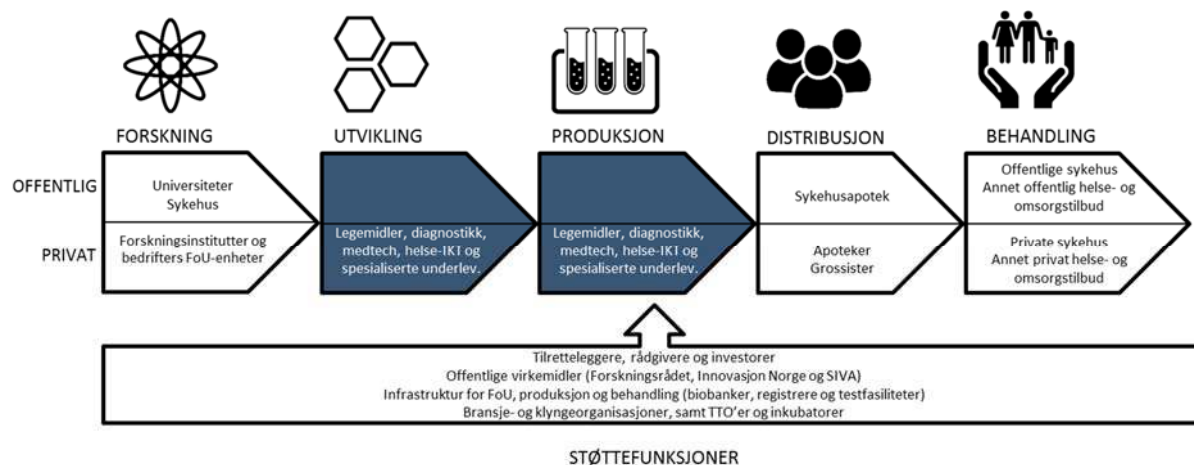 FORSKNING
UTVIKLING
PRODUKSJON
DISTRIBUSJON
BEHANDLING
OFFENTLIG
Universiteter
Sykehus
Sykehusapotek
Offentlige sykehus
Annet offentlig helse- og
omsorgstilbud
PRIVAT
Forskningsinstitutter og
bedrifters FoU-enheter
Legemidler, diagnostikk,
medtech, helse-IKT og
spesialiserte underlev.
Legemidler, diagnostikk,
medtech, helse-IKT og
spesialiserte underlev.
Apoteker
Grossister
Private sykehus
Annet privat helse- og
omsorgstilbud
Tilretteleggere, rådgivere og investorer
Offentlige virkemidler (Forskningsrådet, Innovasjon Norge og SIVA)
Infrastruktur for FoU, produksjon og behandling (biobanker, registrere og testfasiliteter)
Bransje- og klyngeorganisasjoner, samt TTO'er og inkubatorer
STØTTEFUNKSJONER